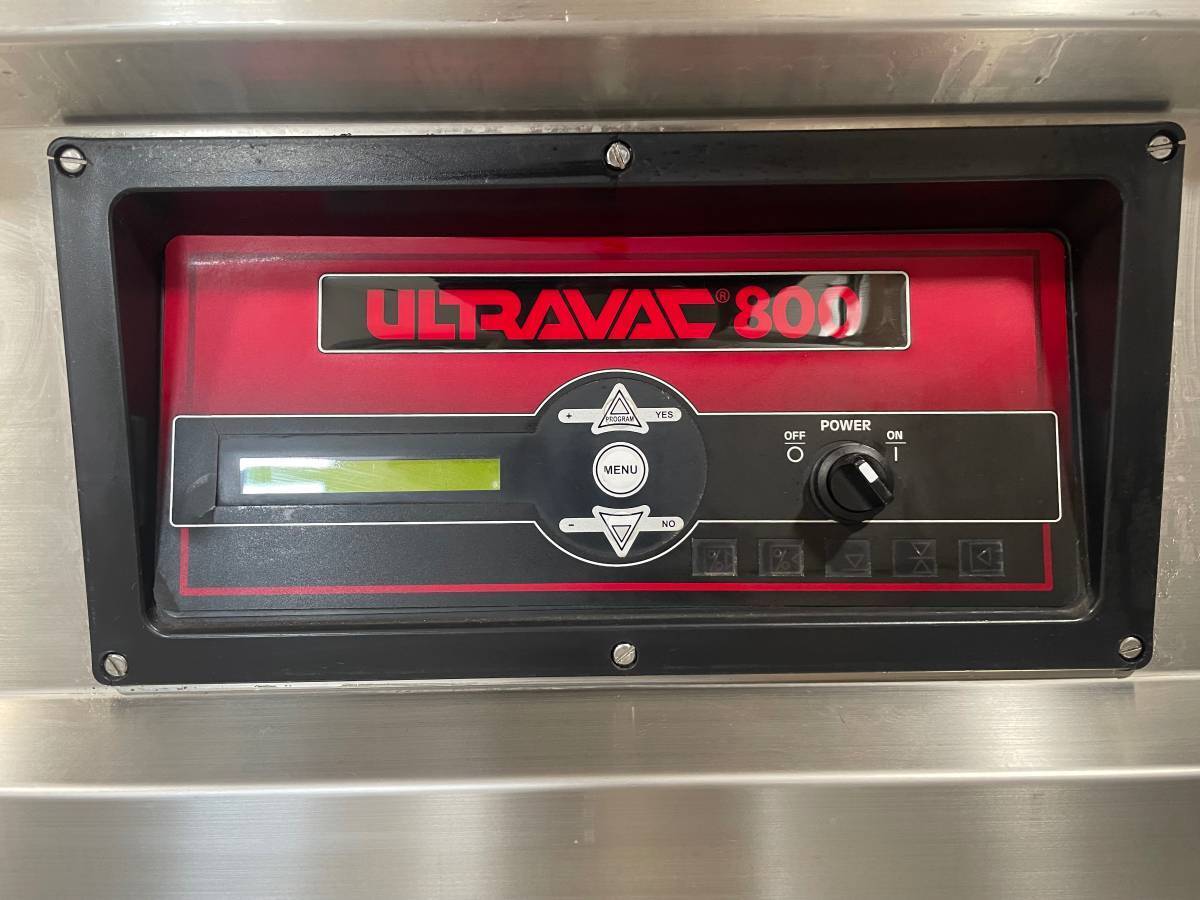 ULTRAVAC® 800
+ PROGRAM YES
MENU
- NO
POWER
OFF ON
O I